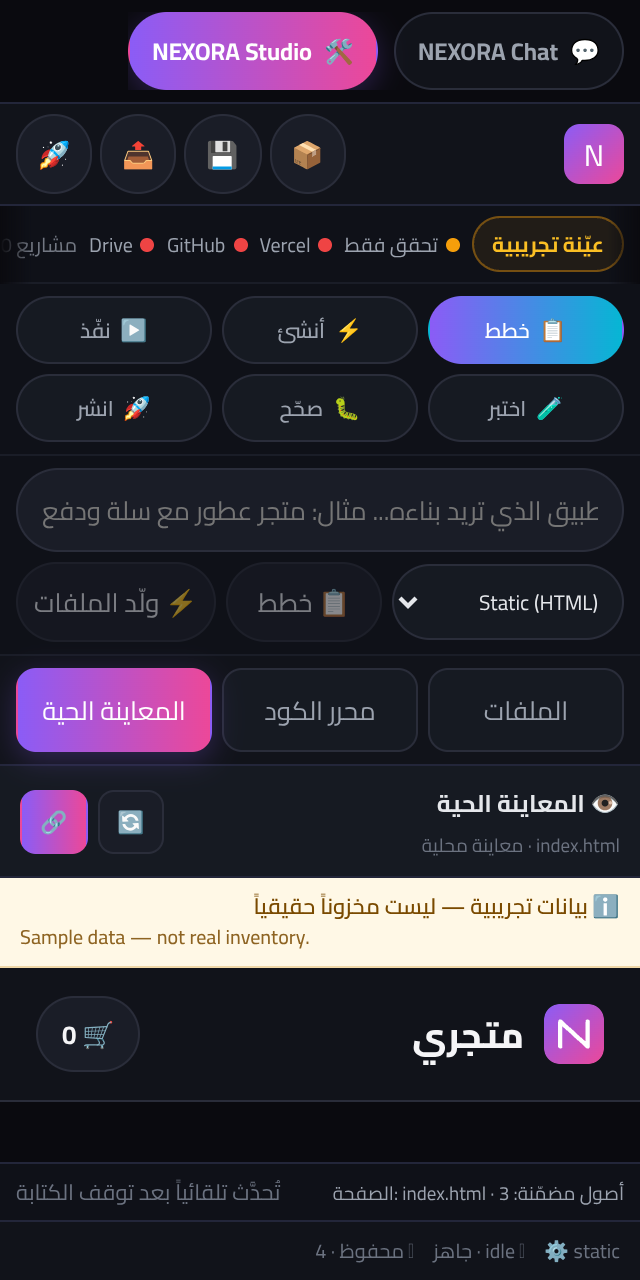 💬 NEXORA Chat
🛠️ NEXORA Studio
N
عيّنة تجريبية
تحقق فقط
Vercel
GitHub
Drive
مشاريع 0
📋 خطط
⚡ أنشئ
▶️ نفّذ
🧪 اختبر
🐛 صحّح
🚀 انشر
طبيق الذي تريد بناءه... مثال: متجر عطور مع سلة ودفع
Static (HTML)
📋 خطط
⚡ ولّد الملفات
الملفات
محرر الكود
المعاينة الحية
👁️ المعاينة الحية
معاينة محلية · index.html
ℹ️ بيانات تجريبية — ليست مخزوناً حقيقياً
Sample data — not real inventory.
متجري
🛒 0
أصول مضمّنة: 3 · index.html :الصفحة
تُحدَّث تلقائياً بعد توقف الكتابة
⚙️ static
جاهز · idle
محفوظ · 4